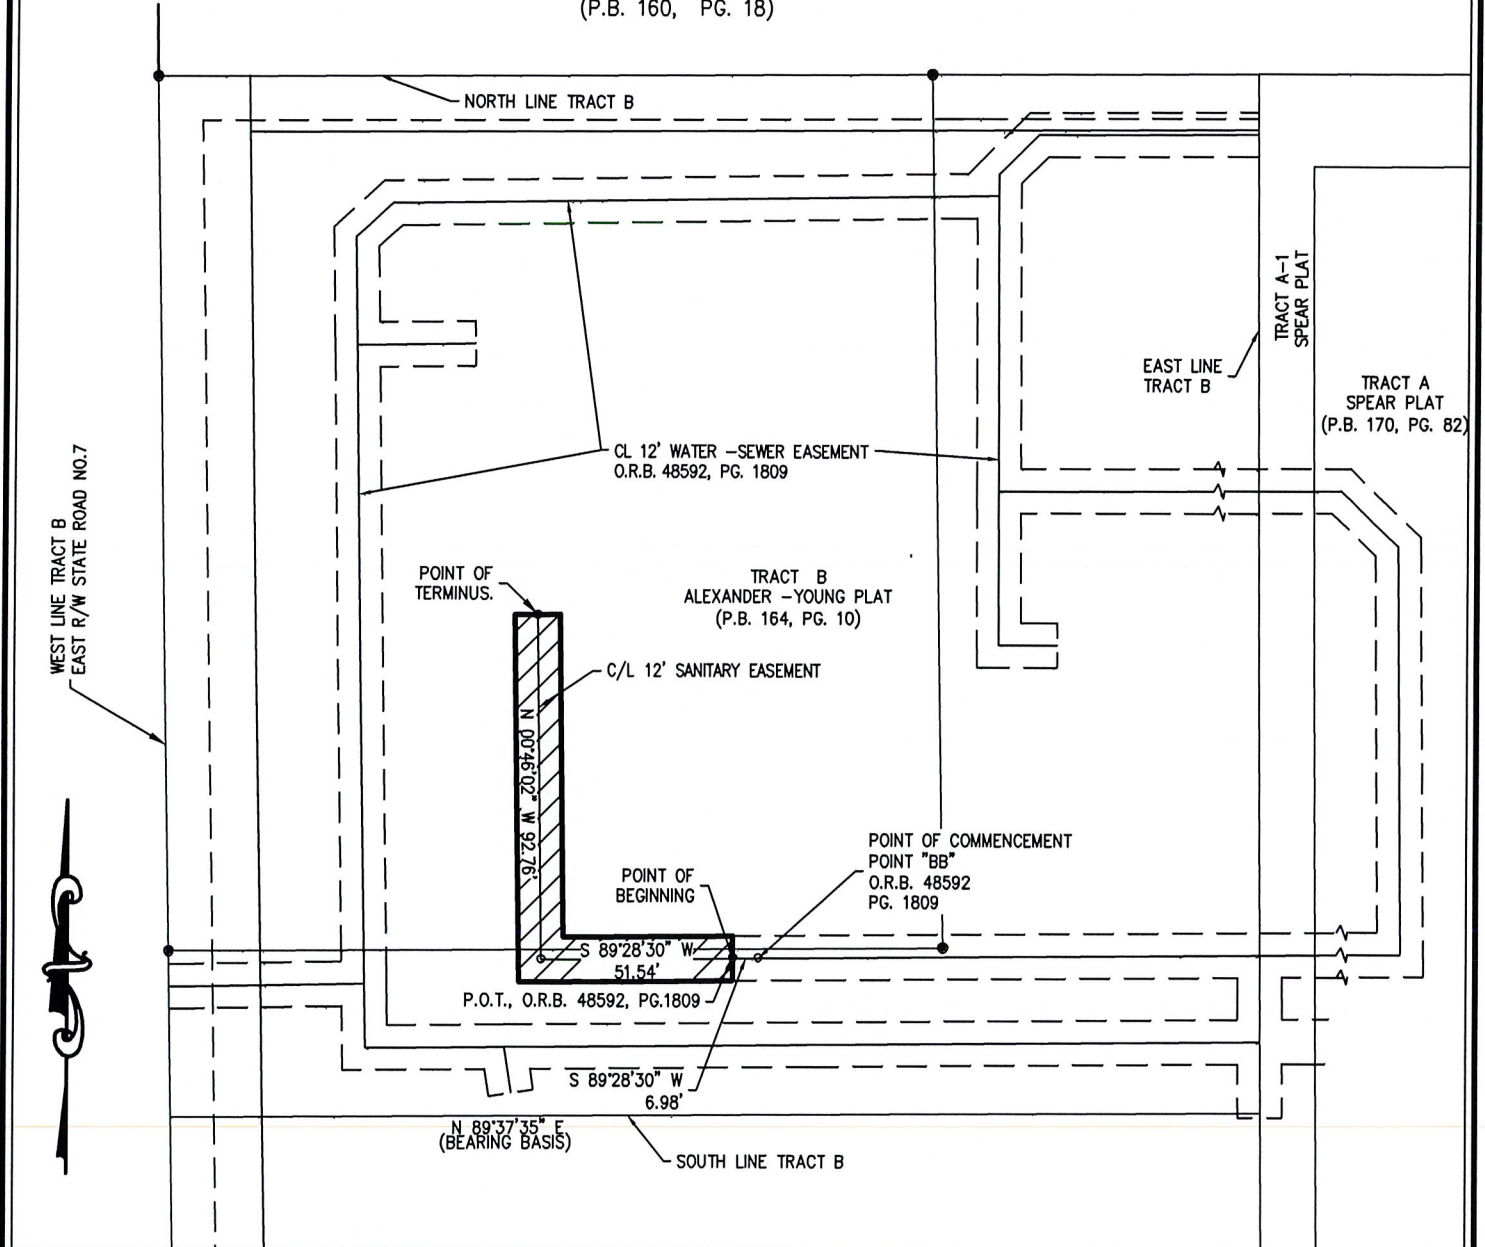 (P.B. 160, PG. 18)
NORTH LINE TRACT B
TRACT A-1
SPEAR PLAT
EAST LINE
TRACT B
TRACT A
SPEAR PLAT
(P.B. 170, PG. 82)
CL 12' WATER -SEWER EASEMENT
O.R.B. 48592, PG. 1809
WEST LINE TRACT B
EAST R/W STATE ROAD NO.7
POINT OF
TERMINUS.
TRACT B
ALEXANDER -YOUNG PLAT
(P.B. 164, PG. 10)
C/L 12' SANITARY EASEMENT
N 00°46'02" W 92.76'
POINT OF COMMENCEMENT
POINT "BB"
O.R.B. 48592
PG. 1809
POINT OF
BEGINNING
S 89°28'30" W
51.54'
P.O.T., O.R.B. 48592, PG.1809
S 89°28'30" W
6.98'
N 89°37'35" E
(BEARING BASIS)
SOUTH LINE TRACT B